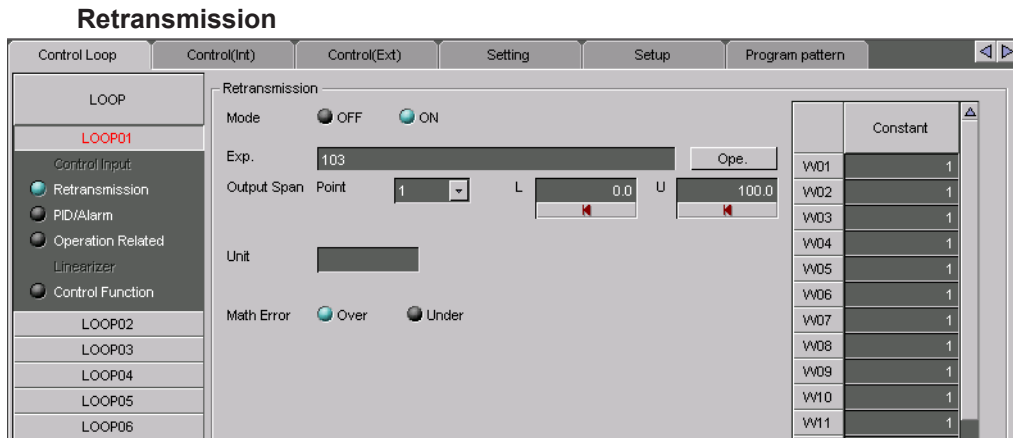 Retransmission
Control Loop Control(Int) Control(Ext) Setting Setup Program pattern
LOOP
LOOP01
Control Input
Retransmission
PID/Alarm
Operation Related
Linearizer
Control Function
LOOP02
LOOP03
LOOP04
LOOP05
LOOP06
Retransmission
Mode OFF ON
Exp. 103 Ope.
Output Span Point 1 L 0.0 U 100.0
Unit
Math Error Over Under
Constant
W01 1
W02 1
W03 1
W04 1
W05 1
W06 1
W07 1
W08 1
W09 1
W10 1
W11 1